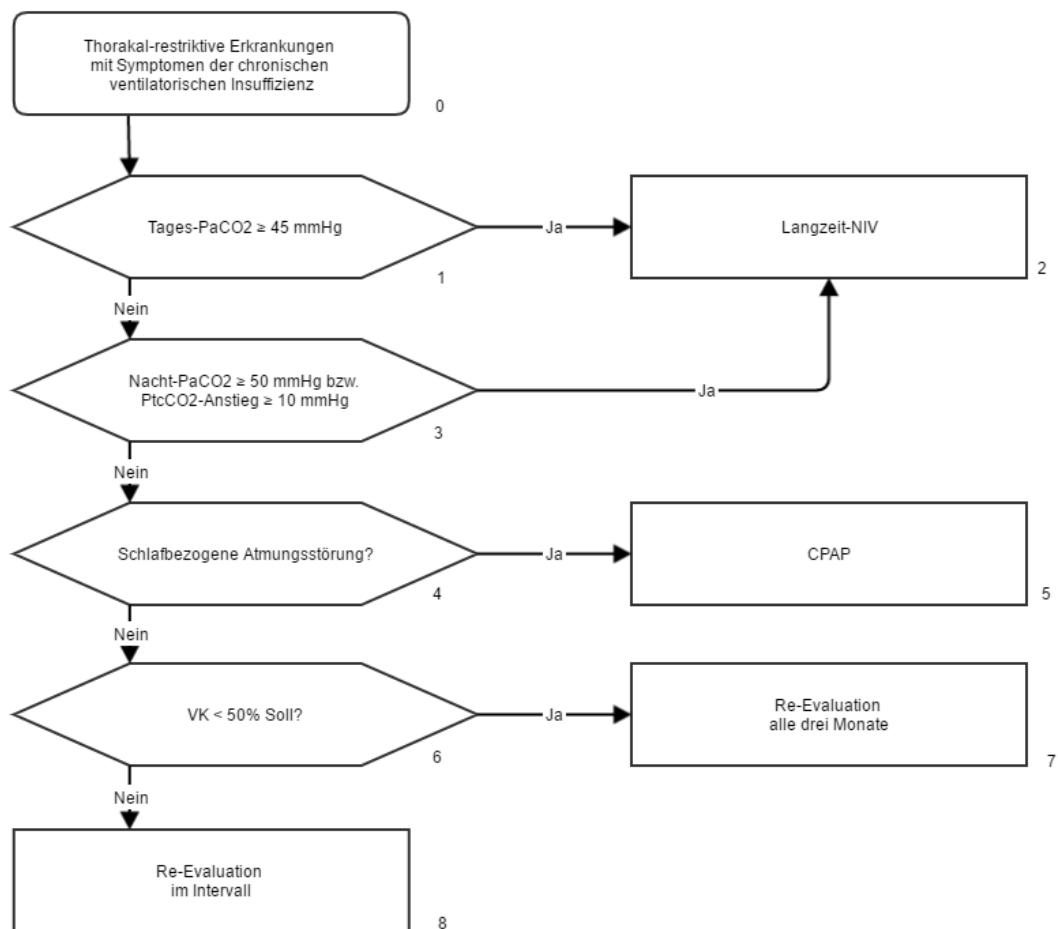 Thorakal-restriktive Erkrankungen
mit Symptomen der chronischen
ventilatorischen Insuffizienz
0
Tages-PaCO2 ≥ 45 mmHg
1
Ja
Langzeit-NIV
2
Nein
Nacht-PaCO2 ≥ 50 mmHg bzw.
PtcCO2-Anstieg ≥ 10 mmHg
3
Ja
Nein
Schlafbezogene Atmungsstörung?
4
Ja
CPAP
5
Nein
VK < 50% Soll?
6
Ja
Re-Evaluation
alle drei Monate
7
Nein
Re-Evaluation
im Intervall
8